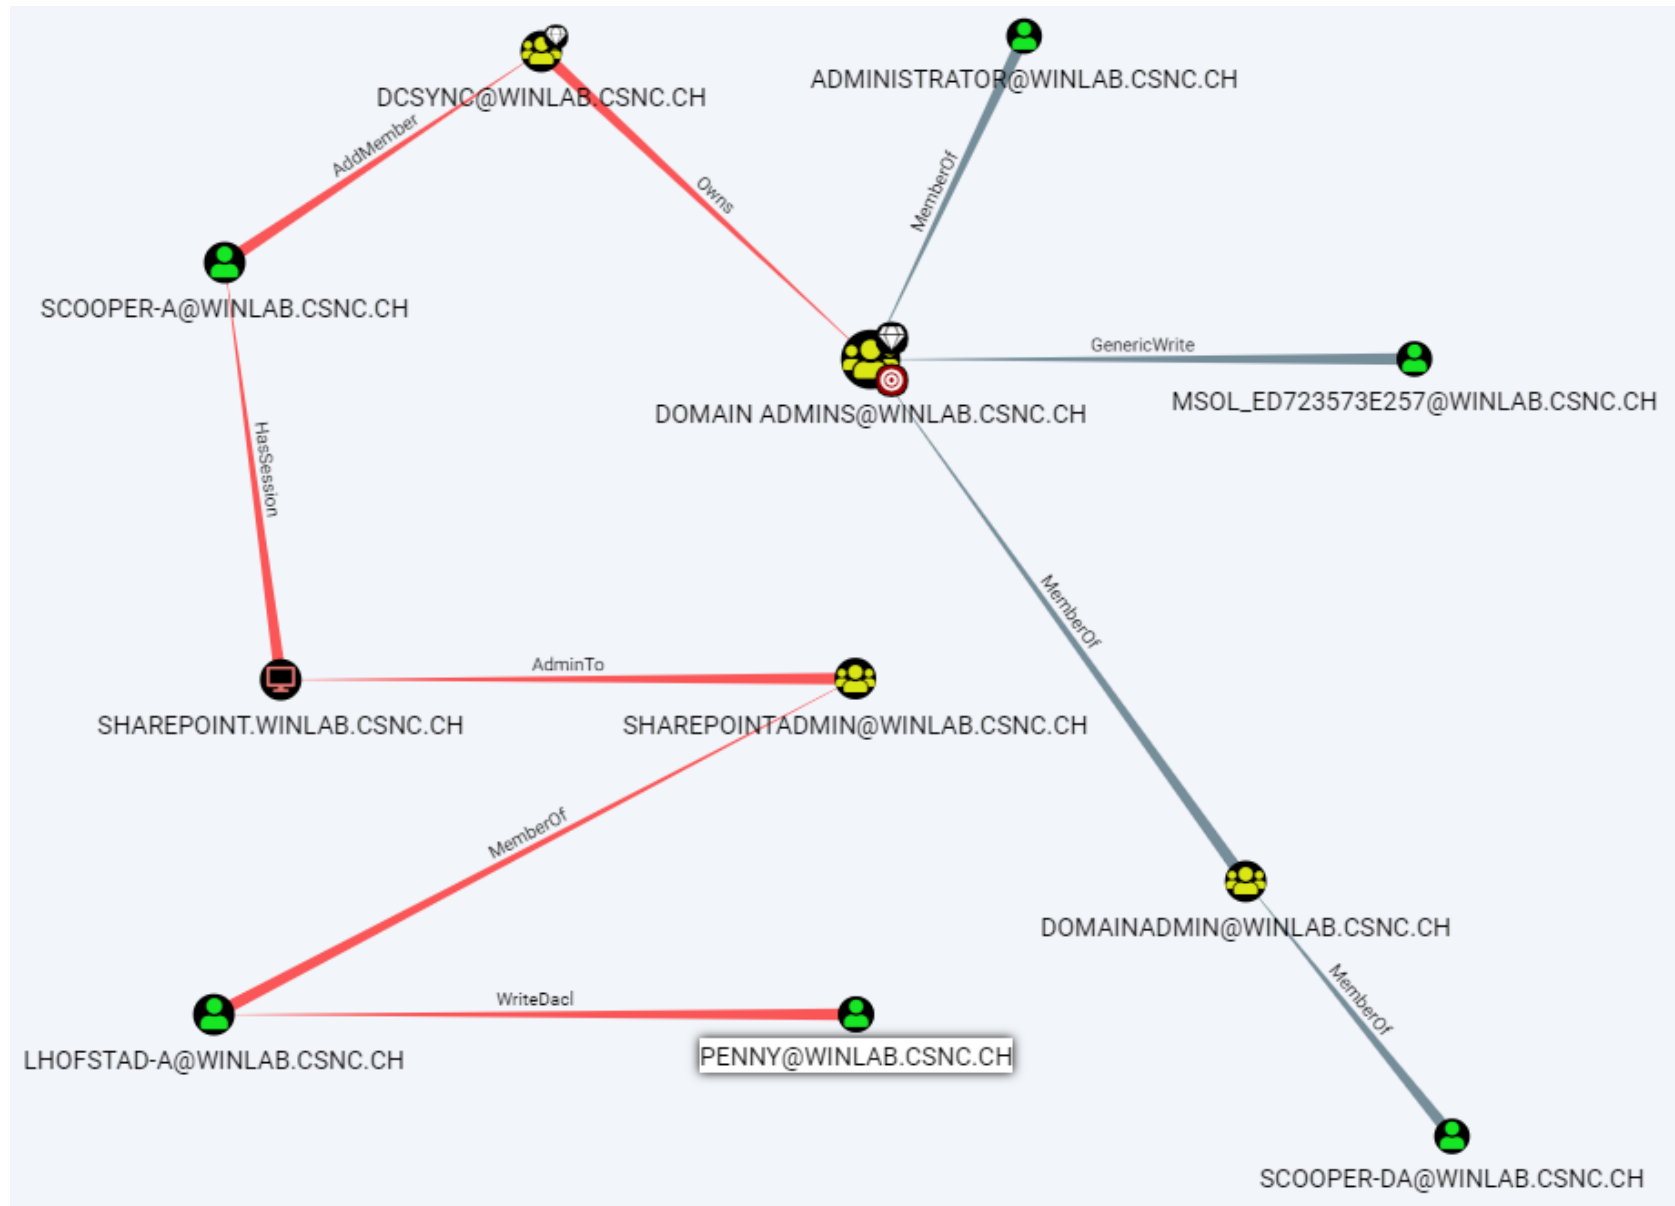 ADMINISTRATOR@WINLAB.CSNC.CH
DCSYNC@WINLAB.CSNC.CH
AddMember
MemberOf
Owns
SCOOPER-A@WINLAB.CSNC.CH
GenericWrite
MSOL_ED723573E257@WINLAB.CSNC.CH
DOMAIN ADMINS@WINLAB.CSNC.CH
HasSession
MemberOf
AdminTo
SHAREPOINT.WINLAB.CSNC.CH
SHAREPOINTADMIN@WINLAB.CSNC.CH
MemberOf
DOMAINADMIN@WINLAB.CSNC.CH
WriteDacl
MemberOf
LHOFSTAD-A@WINLAB.CSNC.CH
PENNY@WINLAB.CSNC.CH
SCOOPER-DA@WINLAB.CSNC.CH